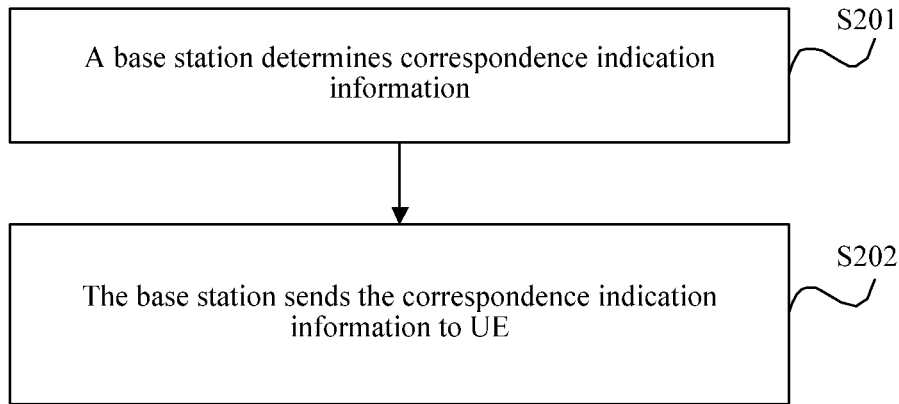 S201
A base station determines correspondence indication
information
S202
The base station sends the correspondence indication
information to UE